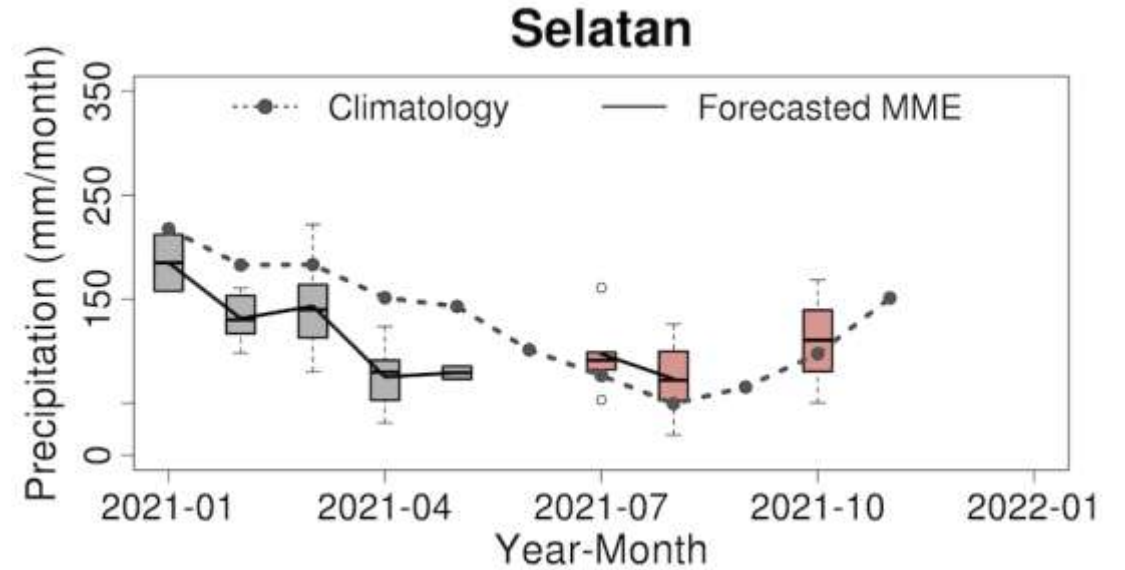 Selatan
Climatology
Forecasted MME
Precipitation (mm/month)
350
250
150
0
2021-01
2021-04
2021-07
2021-10
2022-01
Year-Month